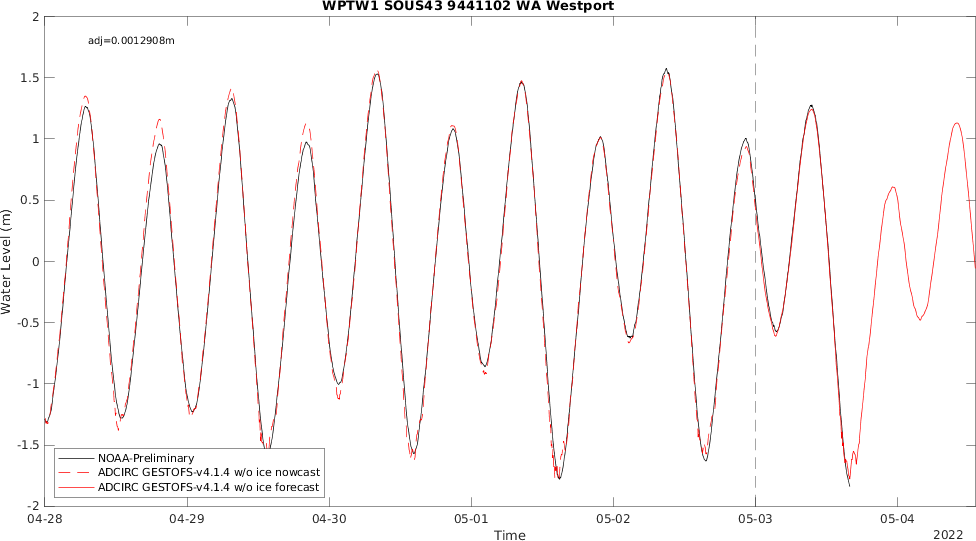 WPTW1 SOUS43 9441102 WA Westport
adj=0.0012908m
2
1.5
1
0.5
0
-0.5
-1
-1.5
-2
Water Level (m)
NOAA-Preliminary
ADCIRC GESTOFS-v4.1.4 w/o ice nowcast
ADCIRC GESTOFS-v4.1.4 w/o ice forecast
04-28
04-29
04-30
05-01
05-02
05-03
05-04
Time
2022